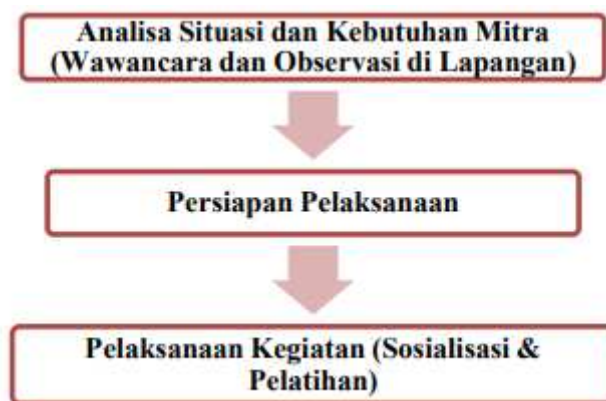 Analisa Situasi dan Kebutuhan Mitra
(Wawancara dan Observasi di Lapangan)
Persiapan Pelaksanaan
Pelaksanaan Kegiatan (Sosialisasi &
Pelatihan)